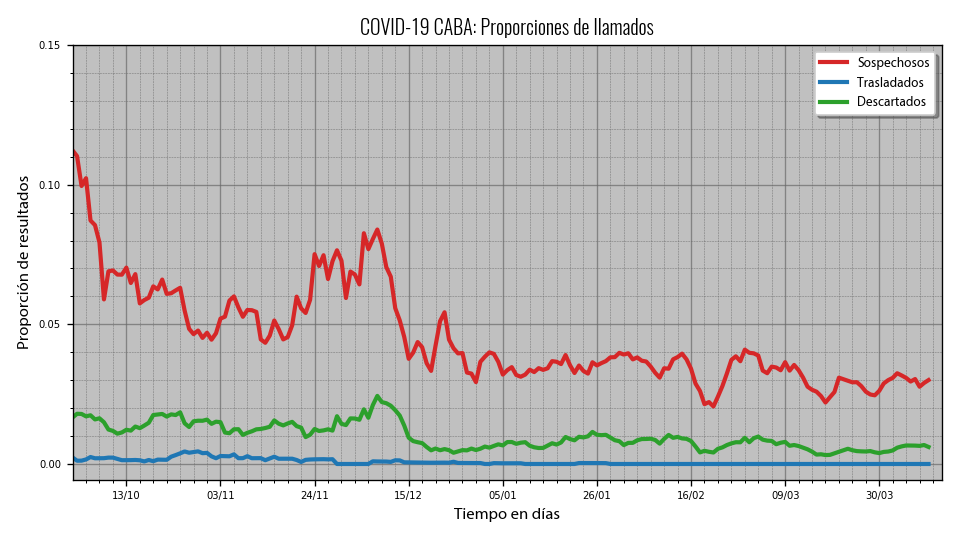 COVID-19 CABA: Proporciones de llamados
Proporción de resultados
0.15
0.10
0.05
0.00
Sospechosos
Trasladados
Descartados
13/10 03/11 24/11 15/12 05/01 26/01 16/02 09/03 30/03
Tiempo en días